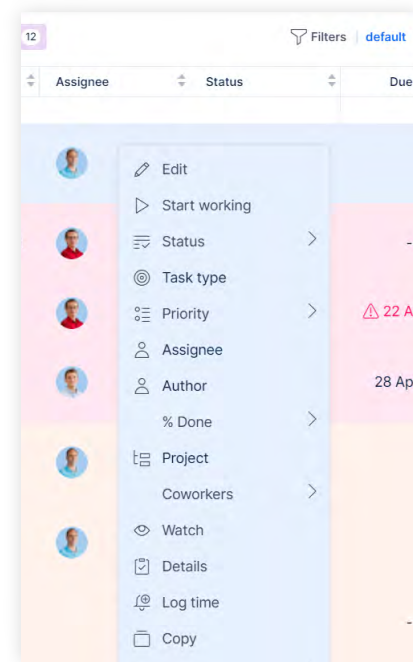 12
Filters default
Assignee Status Due
Edit
Start working
Status
-
Task type
Priority
22 A
Assignee
Author
28 Ap
% Done
Project
Coworkers
Watch
Details
Log time
-
Copy